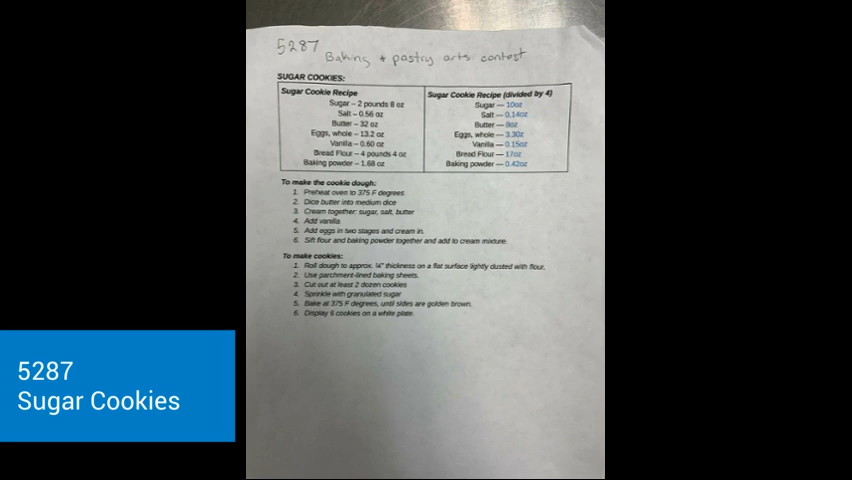 5287
Baking + pastry arts contest
SUGAR COOKIES:
Sugar Cookie Recipe
Sugar – 2 pounds 8 oz
Salt – 0.56 oz
Butter – 32 oz
Eggs, whole – 13.2 oz
Vanilla – 0.60 oz
Bread Flour – 4 pounds 4 oz
Baking powder – 1.68 oz
Sugar Cookie Recipe (divided by 4)
Sugar — 10oz
Salt — 0.14oz
Butter — 8oz
Eggs, whole — 3.30oz
Vanilla — 0.15oz
Bread Flour — 17oz
Baking powder — 0.42oz
To make the cookie dough:
1. Preheat oven to 375 F degrees
2. Dice butter into medium dice
3. Cream together: sugar, salt, butter
4. Add vanilla
5. Add eggs in two stages and cream in.
6. Sift flour and baking powder together and add to cream mixture.
To make cookies:
1. Roll dough to approx. ¼" thickness on a flat surface lightly dusted with flour.
2. Use parchment-lined baking sheets.
3. Cut out at least 2 dozen cookies
4. Sprinkle with granulated sugar
5. Bake at 375 F degrees, until sides are golden brown.
6. Display 6 cookies on a white plate.
5287
Sugar Cookies